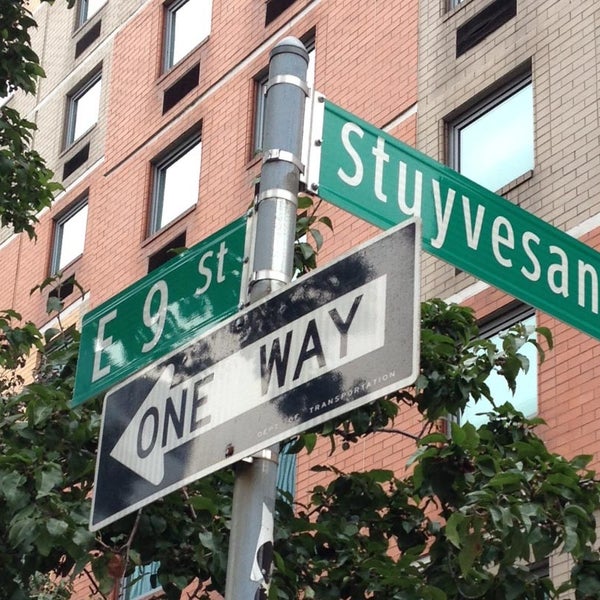 Stuyvesan
E 9 St
ONE WAY
DEPT OF TRANSPORTATION